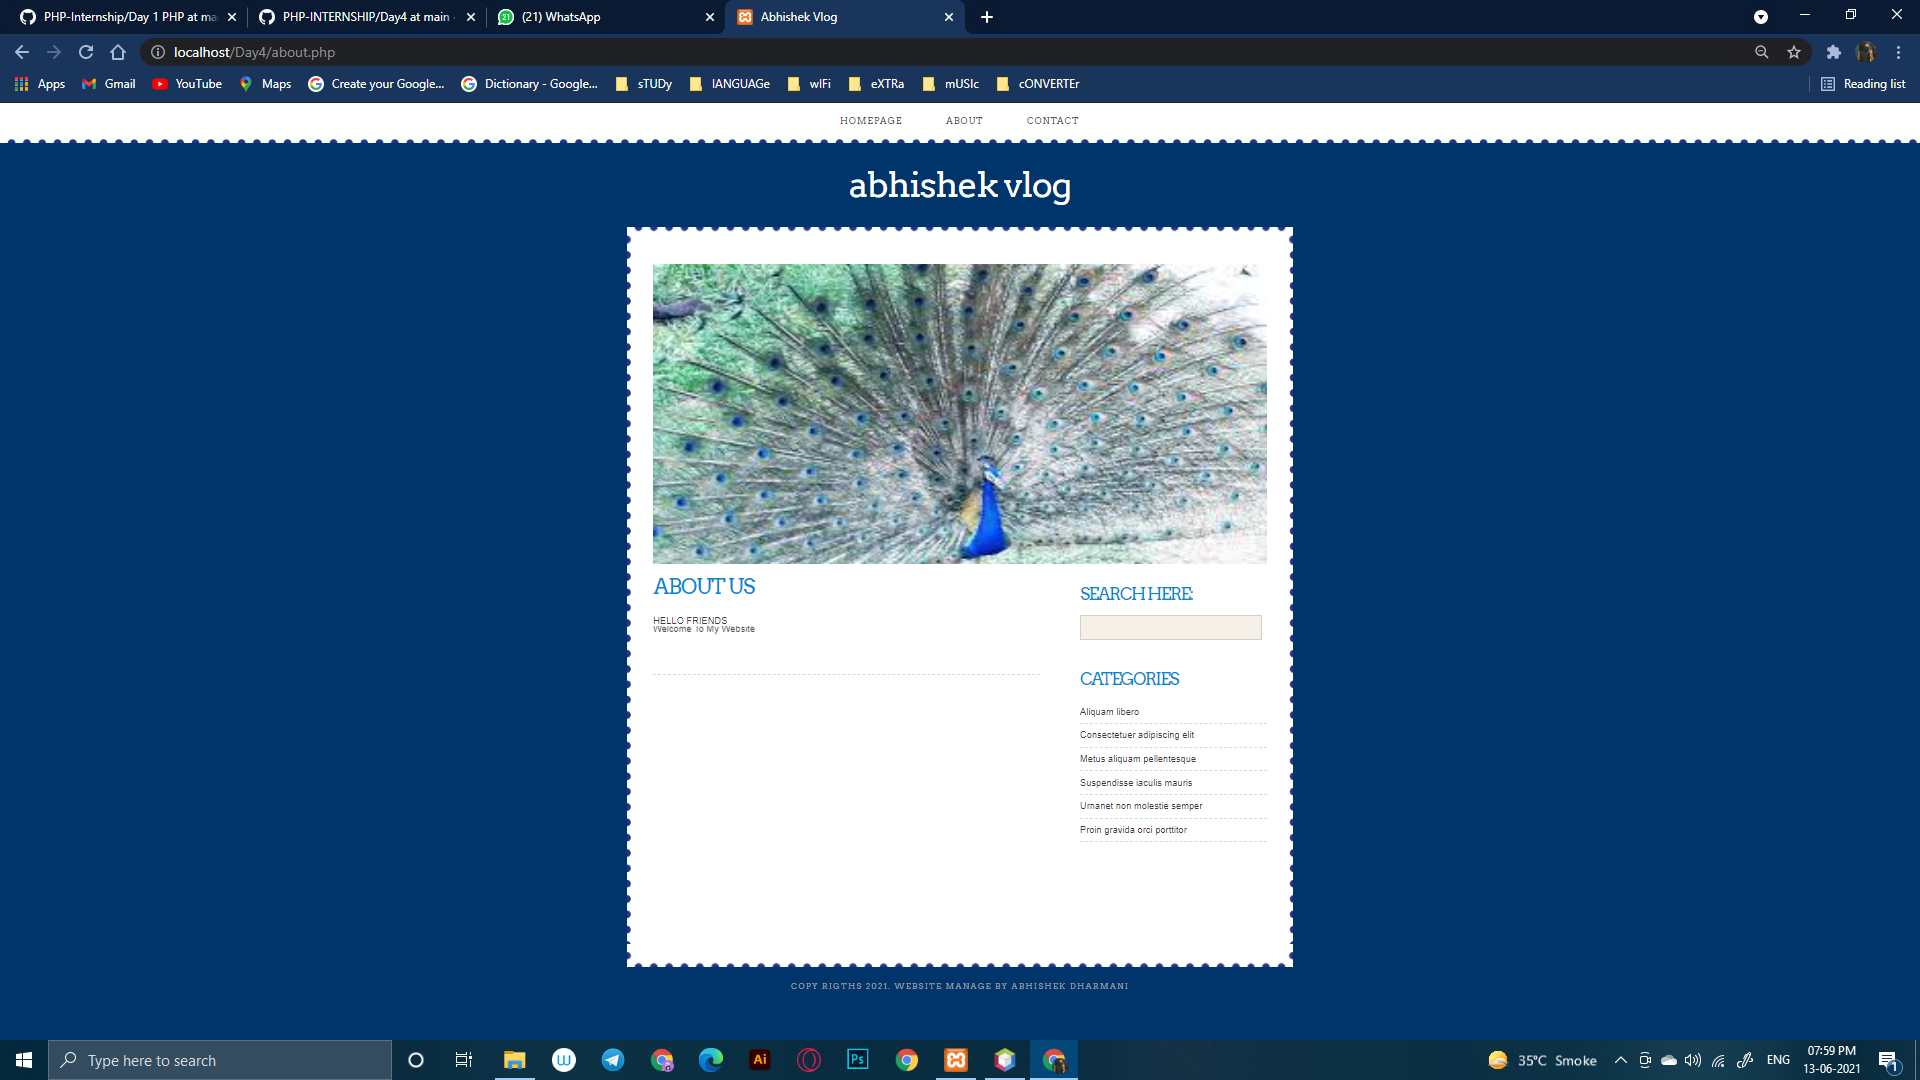 PHP-Internship/Day 1 PHP at ma
PHP-INTERNSHIP/Day4 at main
(21) WhatsApp
Abhishek Vlog
localhost/Day4/about.php
Apps
Gmail
YouTube
Maps
Create your Google...
Dictionary - Google...
sTUDy
lANGUAGe
wIFi
eXTRa
mUSIc
cONVERTEr
Reading list
HOMEPAGE
ABOUT
CONTACT
abhishek vlog
ABOUT US
HELLO FRIENDS
Welcome To My Website
SEARCH HERE:
CATEGORIES
Aliquam libero
Consectetuer adipiscing elit
Metus aliquam pellentesque
Suspendisse iaculis mauris
Urnanet non molestie semper
Proin gravida orci porttitor
COPY RIGTHS 2021. WEBSITE MANAGE BY ABHISHEK DHARMANI
Type here to search
Ai
Ps
35°C Smoke
ENG
07:59 PM
13-06-2021
1